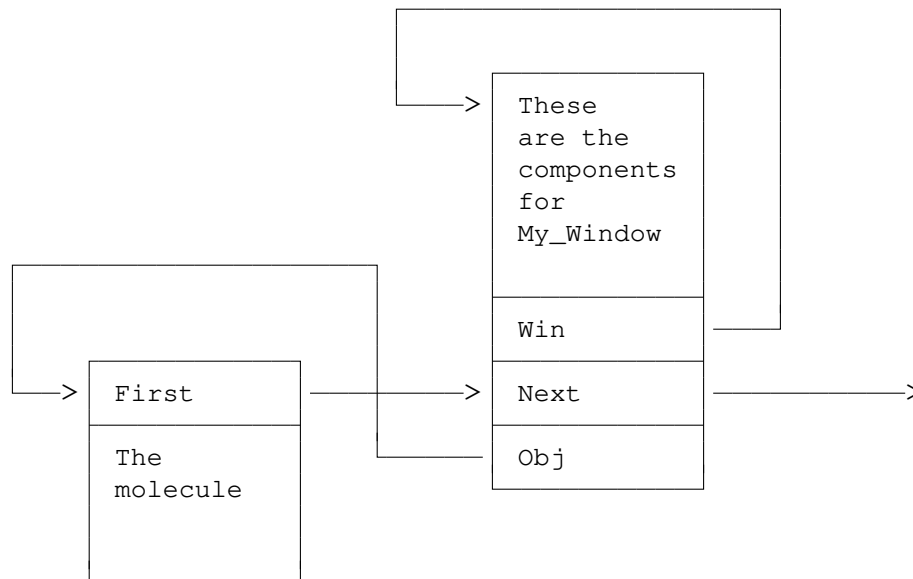 These
are the
components
for
My_Window
Win
Next
Obj
First
The
molecule